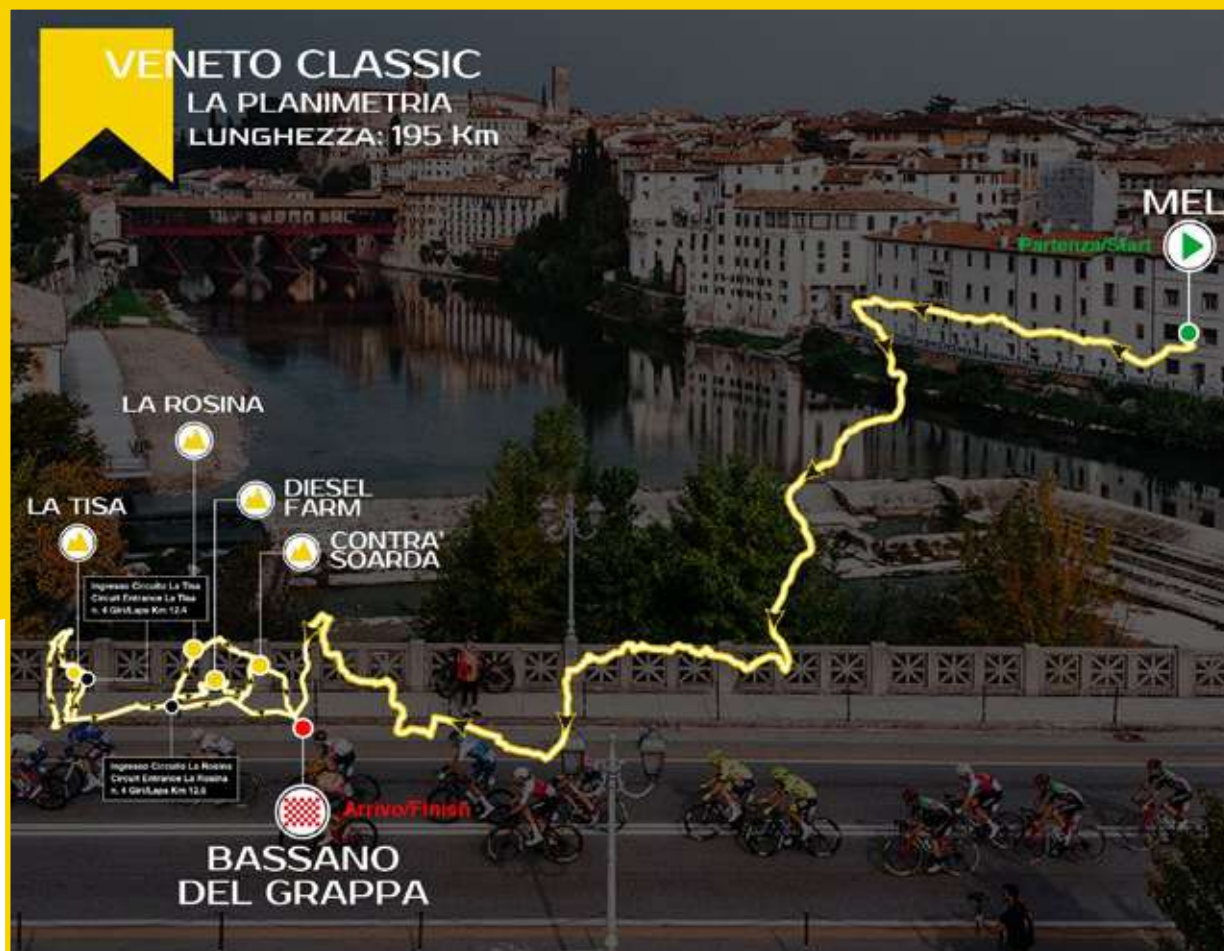 VENETO CLASSIC
LA PLANIMETRIA
LUNGHEZZA: 195 Km
MEL
Partenza/Start
LA ROSINA
DIESEL
FARM
LA TISA
CONTRA'
SOARDA
Ingresso Circuito La Tisa
Circuit Entrance La Tisa
n. 4 Giri/Laps Km 12.4
Ingresso Circuito La Rosina
Circuit Entrance La Rosina
n. 4 Giri/Laps Km 12.6
Arrivo/Finish
BASSANO
DEL GRAPPA